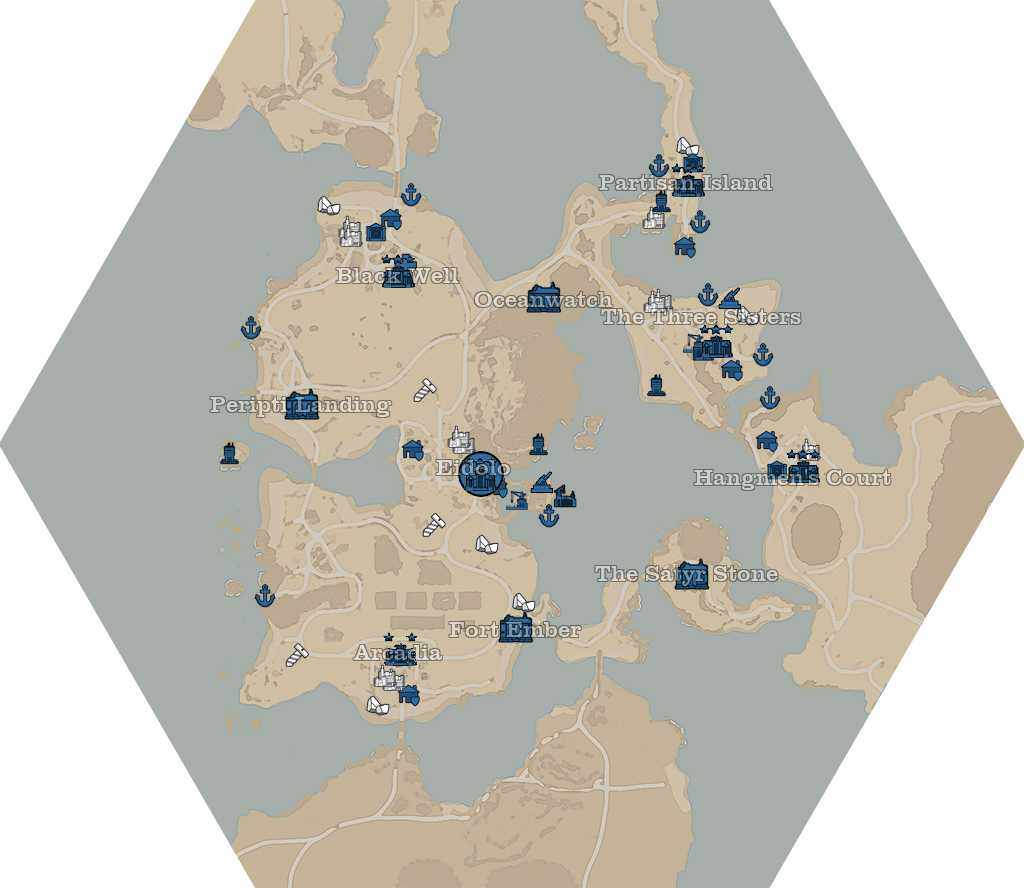 Partisan Island
Black Well
Oceanwatch
The Three Sisters
Peripti Landing
Eidolo
Hangmen's Court
The Satyr Stone
Fort Ember
Arcadia